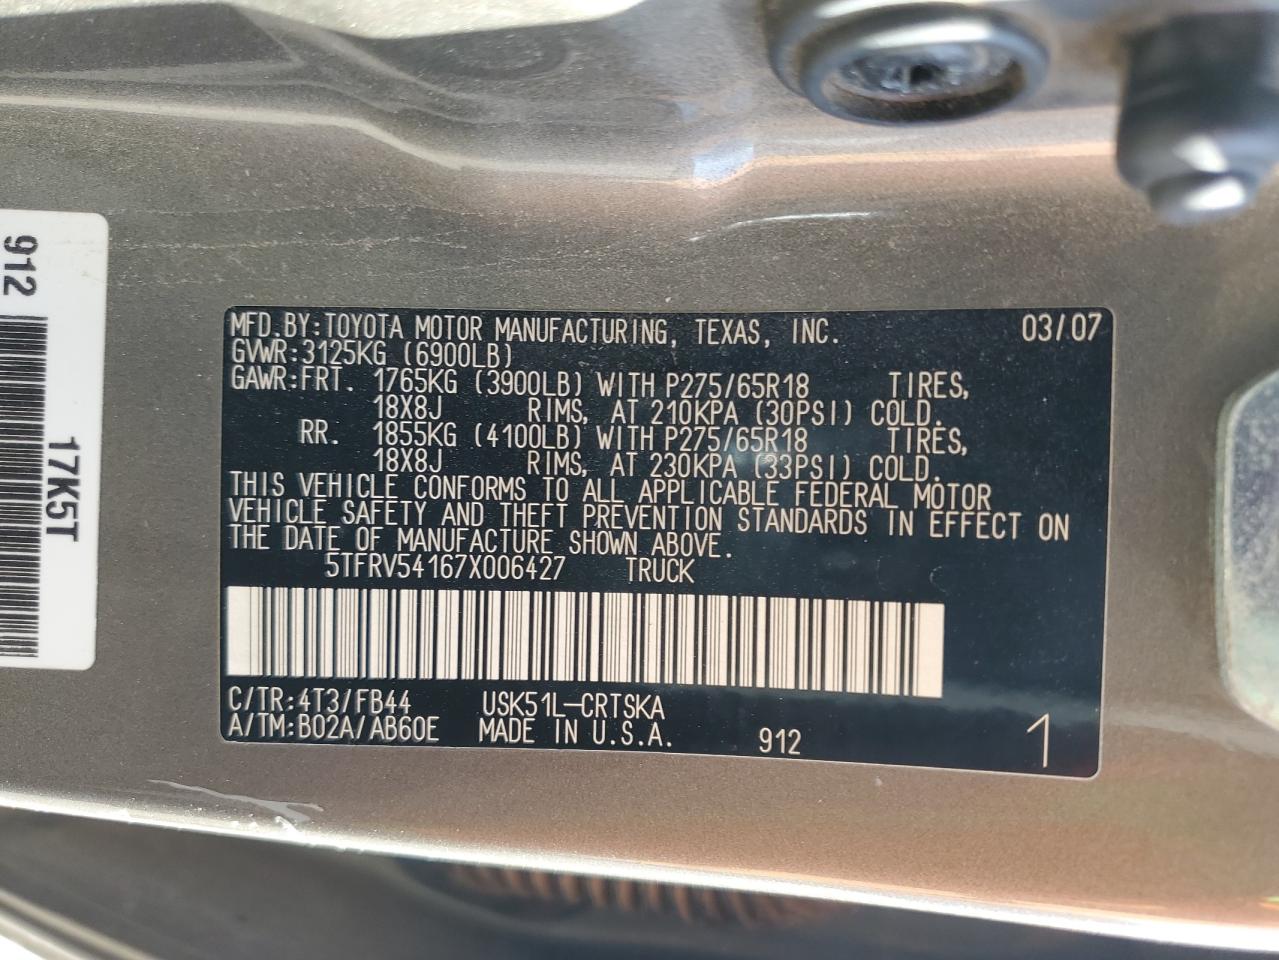 912
17K5T
MFD.BY:TOYOTA MOTOR MANUFACTURING, TEXAS, INC. 03/07
GVWR:3125KG (6900LB)
GAWR:FRT. 1765KG (3900LB) WITH P275/65R18 TIRES,
18X8J RIMS, AT 210KPA (30PSI) COLD.
RR. 1855KG (4100LB) WITH P275/65R18 TIRES,
18X8J RIMS, AT 230KPA (33PSI) COLD.
THIS VEHICLE CONFORMS TO ALL APPLICABLE FEDERAL MOTOR
VEHICLE SAFETY AND THEFT PREVENTION STANDARDS IN EFFECT ON
THE DATE OF MANUFACTURE SHOWN ABOVE.
5TFRV54167X006427 TRUCK
C/TR:4T3/FB44 USK51L-CRTSKA
A/TM:B02A/AB60E MADE IN U.S.A. 912 1